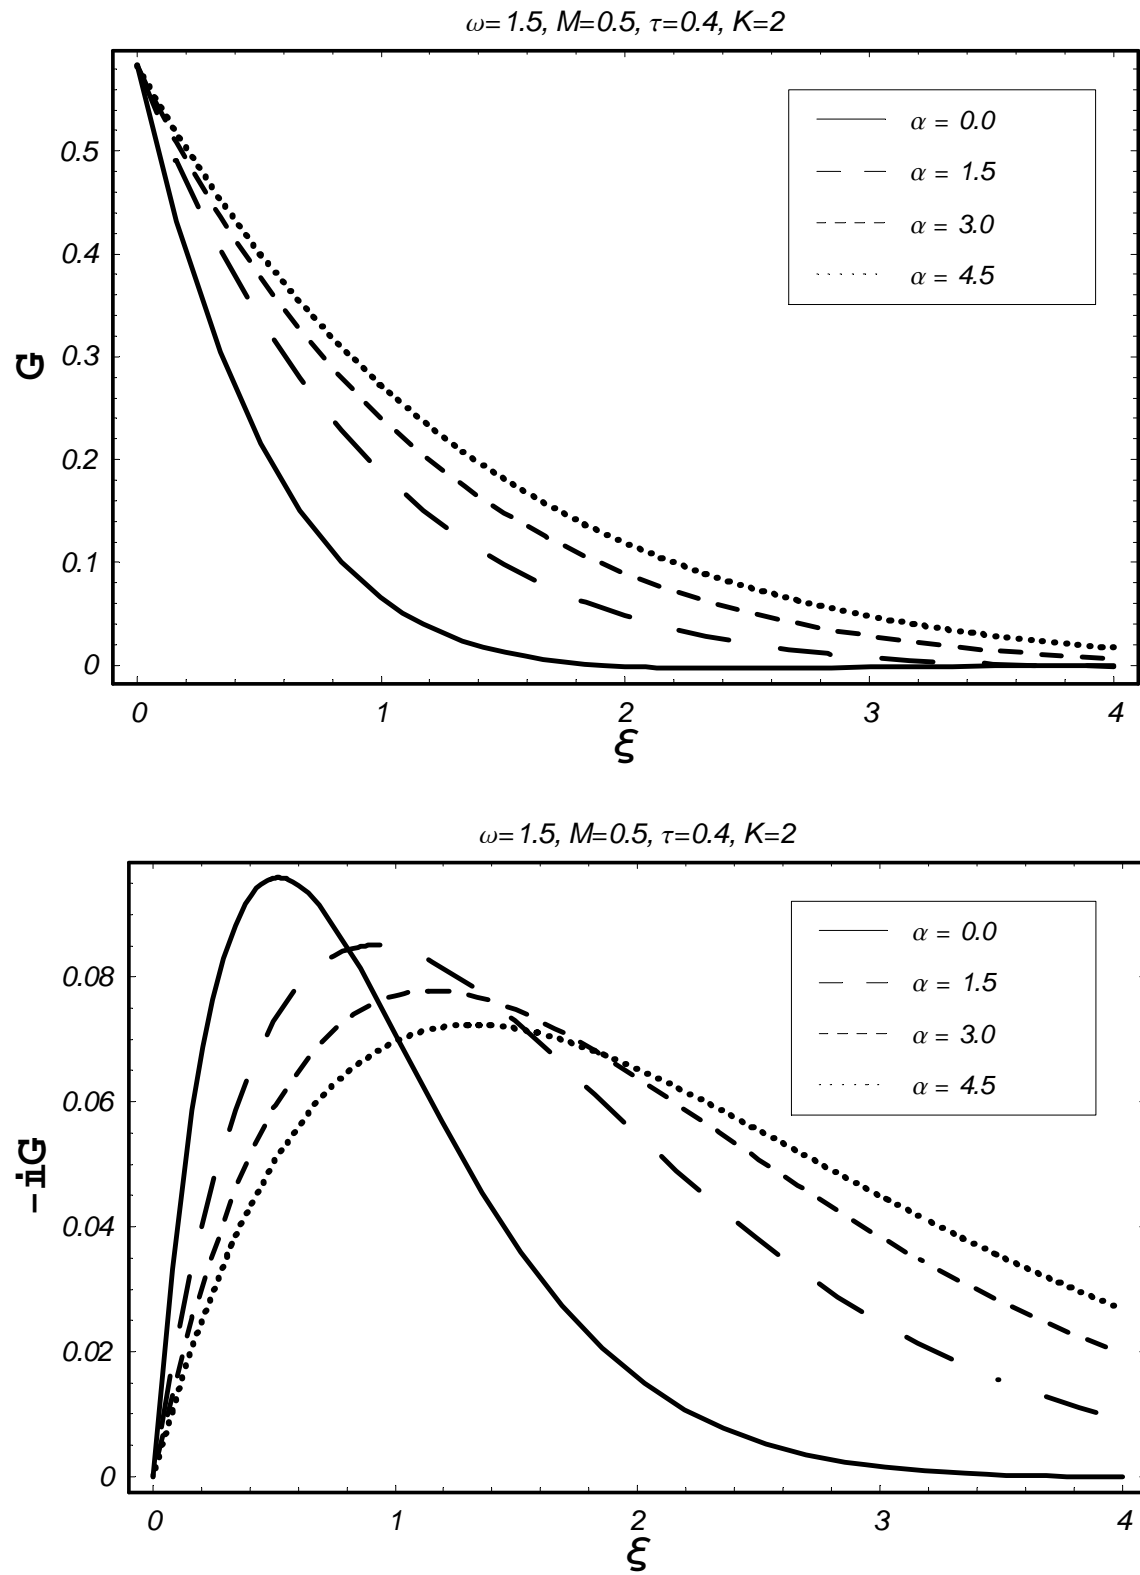 ω=1.5, M=0.5, τ=0.4, K=2
α = 0.0
α = 1.5
α = 3.0
α = 4.5
0.5
0.4
0.3
0.2
0.1
0
G
0 1 2 3 4
ξ
ω=1.5, M=0.5, τ=0.4, K=2
α = 0.0
α = 1.5
α = 3.0
α = 4.5
0.08
0.06
0.04
0.02
0
-iiG
0 1 2 3 4
ξ